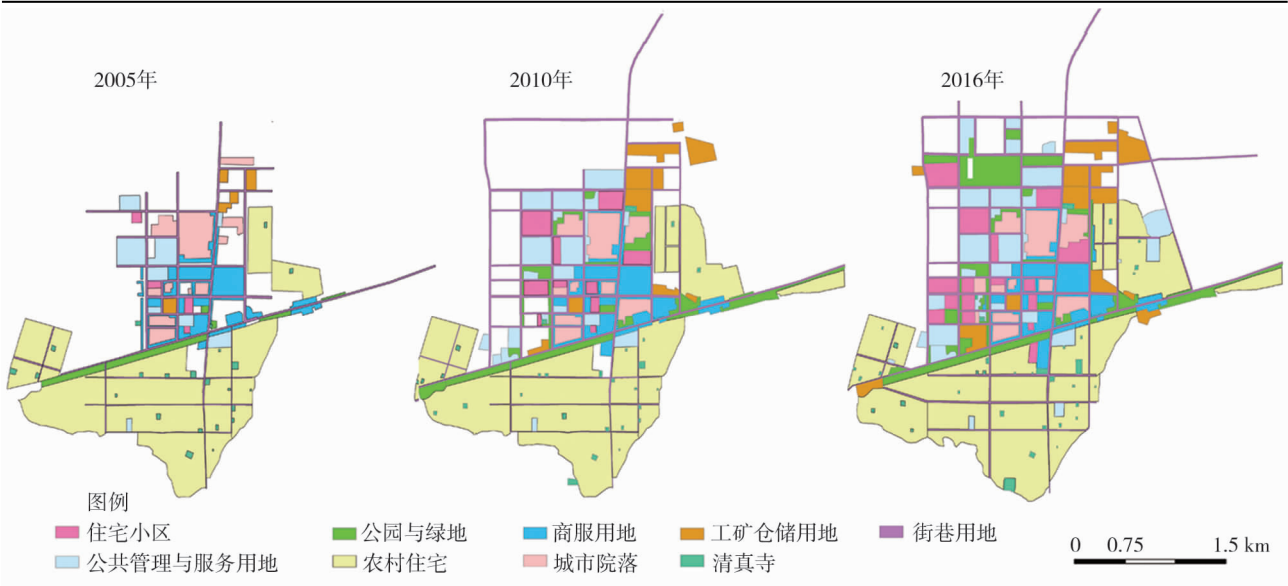 2005年
2010年
2016年
图例
住宅小区
公园与绿地
商服用地
工矿仓储用地
街巷用地
公共管理与服务用地
农村住宅
城市院落
清真寺
0 0.75 1.5 km